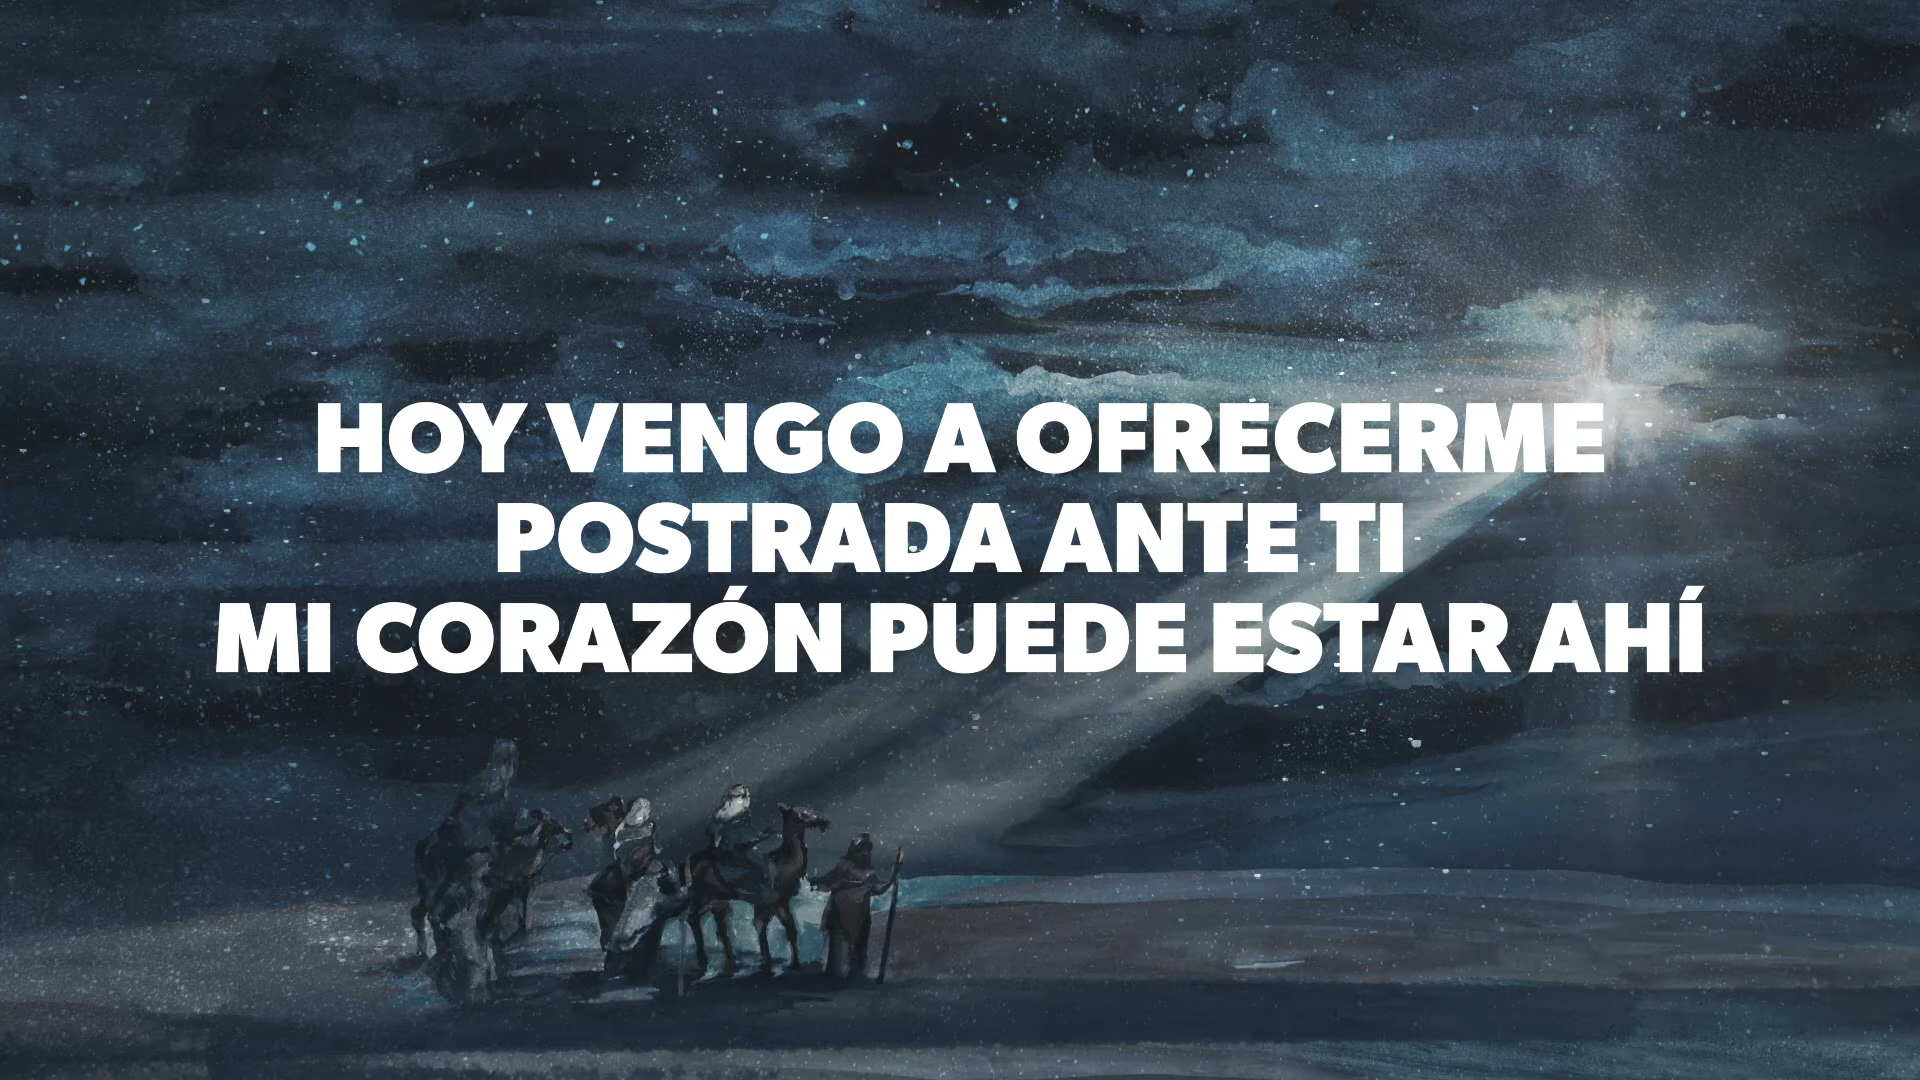 HOY VENGO A OFRECERME
POSTRADA ANTE TI
MI CORAZÓN PUEDE ESTAR AHÍ